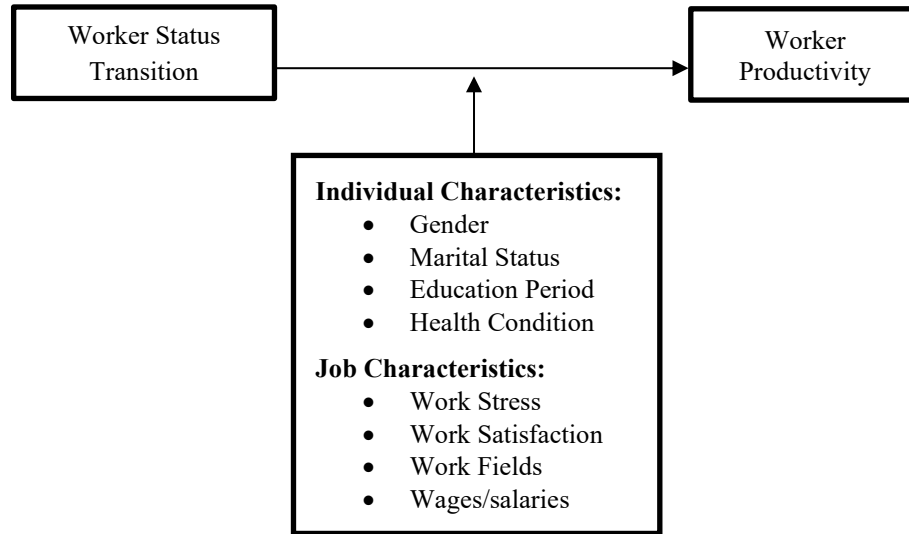 Worker Status
Transition
Worker
Productivity
Individual Characteristics:
• Gender
• Marital Status
• Education Period
• Health Condition
Job Characteristics:
• Work Stress
• Work Satisfaction
• Work Fields
• Wages/salaries